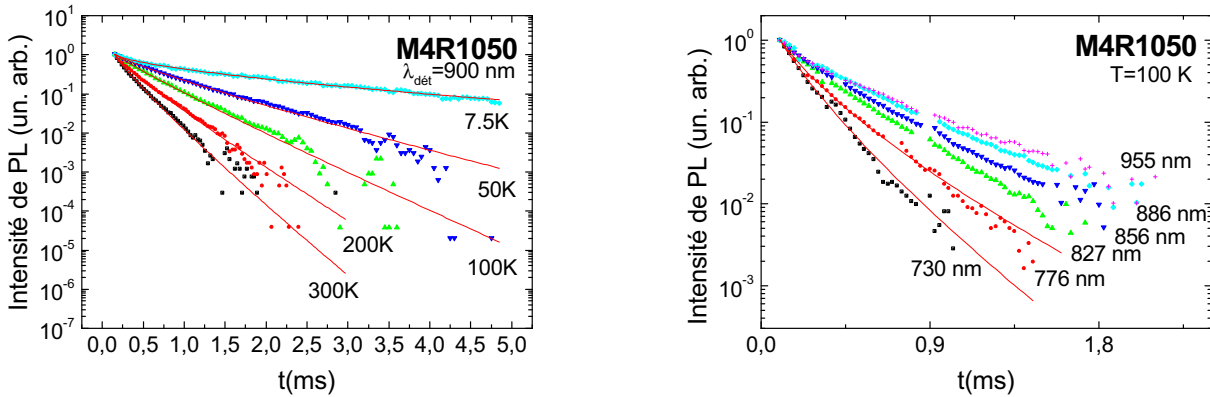 M4R1050
λdét=900 nm
Intensité de PL (un. arb.)
10^1
10^0
10^-1
10^-2
10^-3
10^-4
10^-5
10^-6
10^-7
7.5K
50K
100K
200K
300K
0,0 0,5 1,0 1,5 2,0 2,5 3,0 3,5 4,0 4,5 5,0
t(ms)
M4R1050
T=100 K
Intensité de PL (un. arb.)
10^0
10^-1
10^-2
10^-3
955 nm
886 nm
856 nm
827 nm
776 nm
730 nm
0,0 0,9 1,8
t(ms)